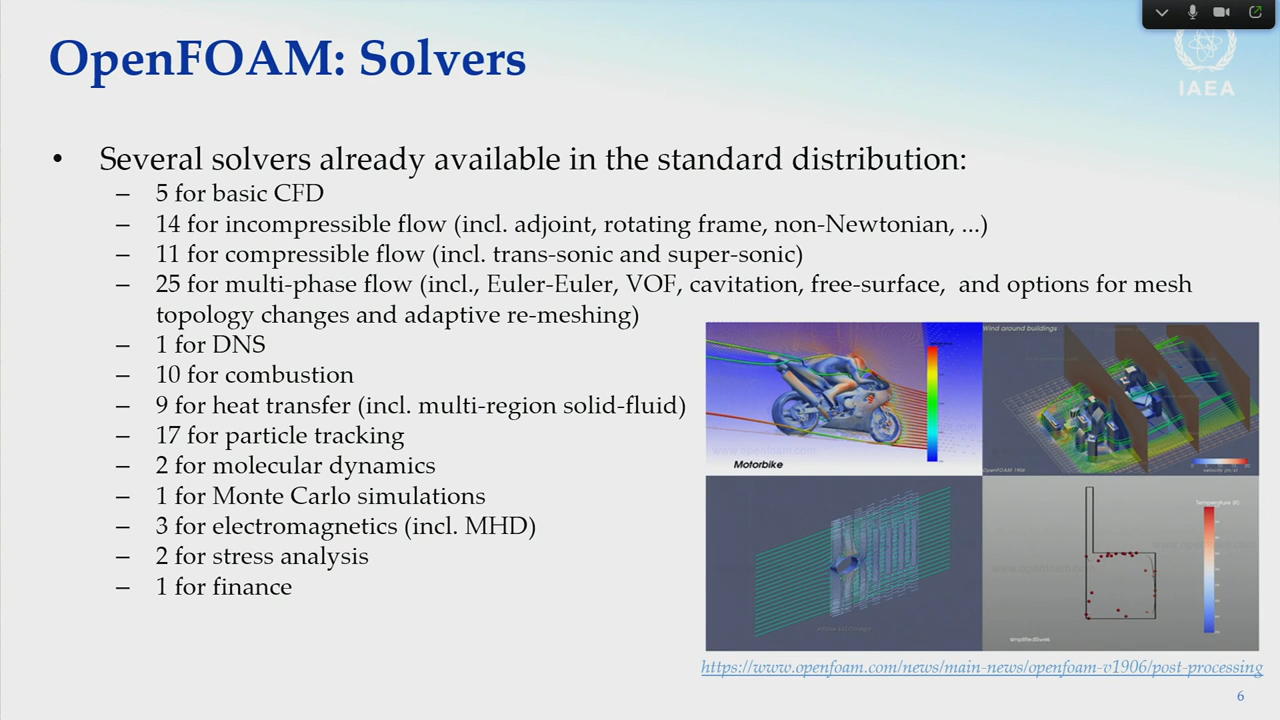 OpenFOAM: Solvers
IAEA
• Several solvers already available in the standard distribution:
– 5 for basic CFD
– 14 for incompressible flow (incl. adjoint, rotating frame, non-Newtonian, ...)
– 11 for compressible flow (incl. trans-sonic and super-sonic)
– 25 for multi-phase flow (incl., Euler-Euler, VOF, cavitation, free-surface, and options for mesh
topology changes and adaptive re-meshing)
– 1 for DNS
– 10 for combustion
– 9 for heat transfer (incl. multi-region solid-fluid)
– 17 for particle tracking
– 2 for molecular dynamics
– 1 for Monte Carlo simulations
– 3 for electromagnetics (incl. MHD)
– 2 for stress analysis
– 1 for finance
Motorbike
Wind around buildings
OpenFOAM 1906
Temperature (K)
https://www.openfoam.com/news/main-news/openfoam-v1906/post-processing
6